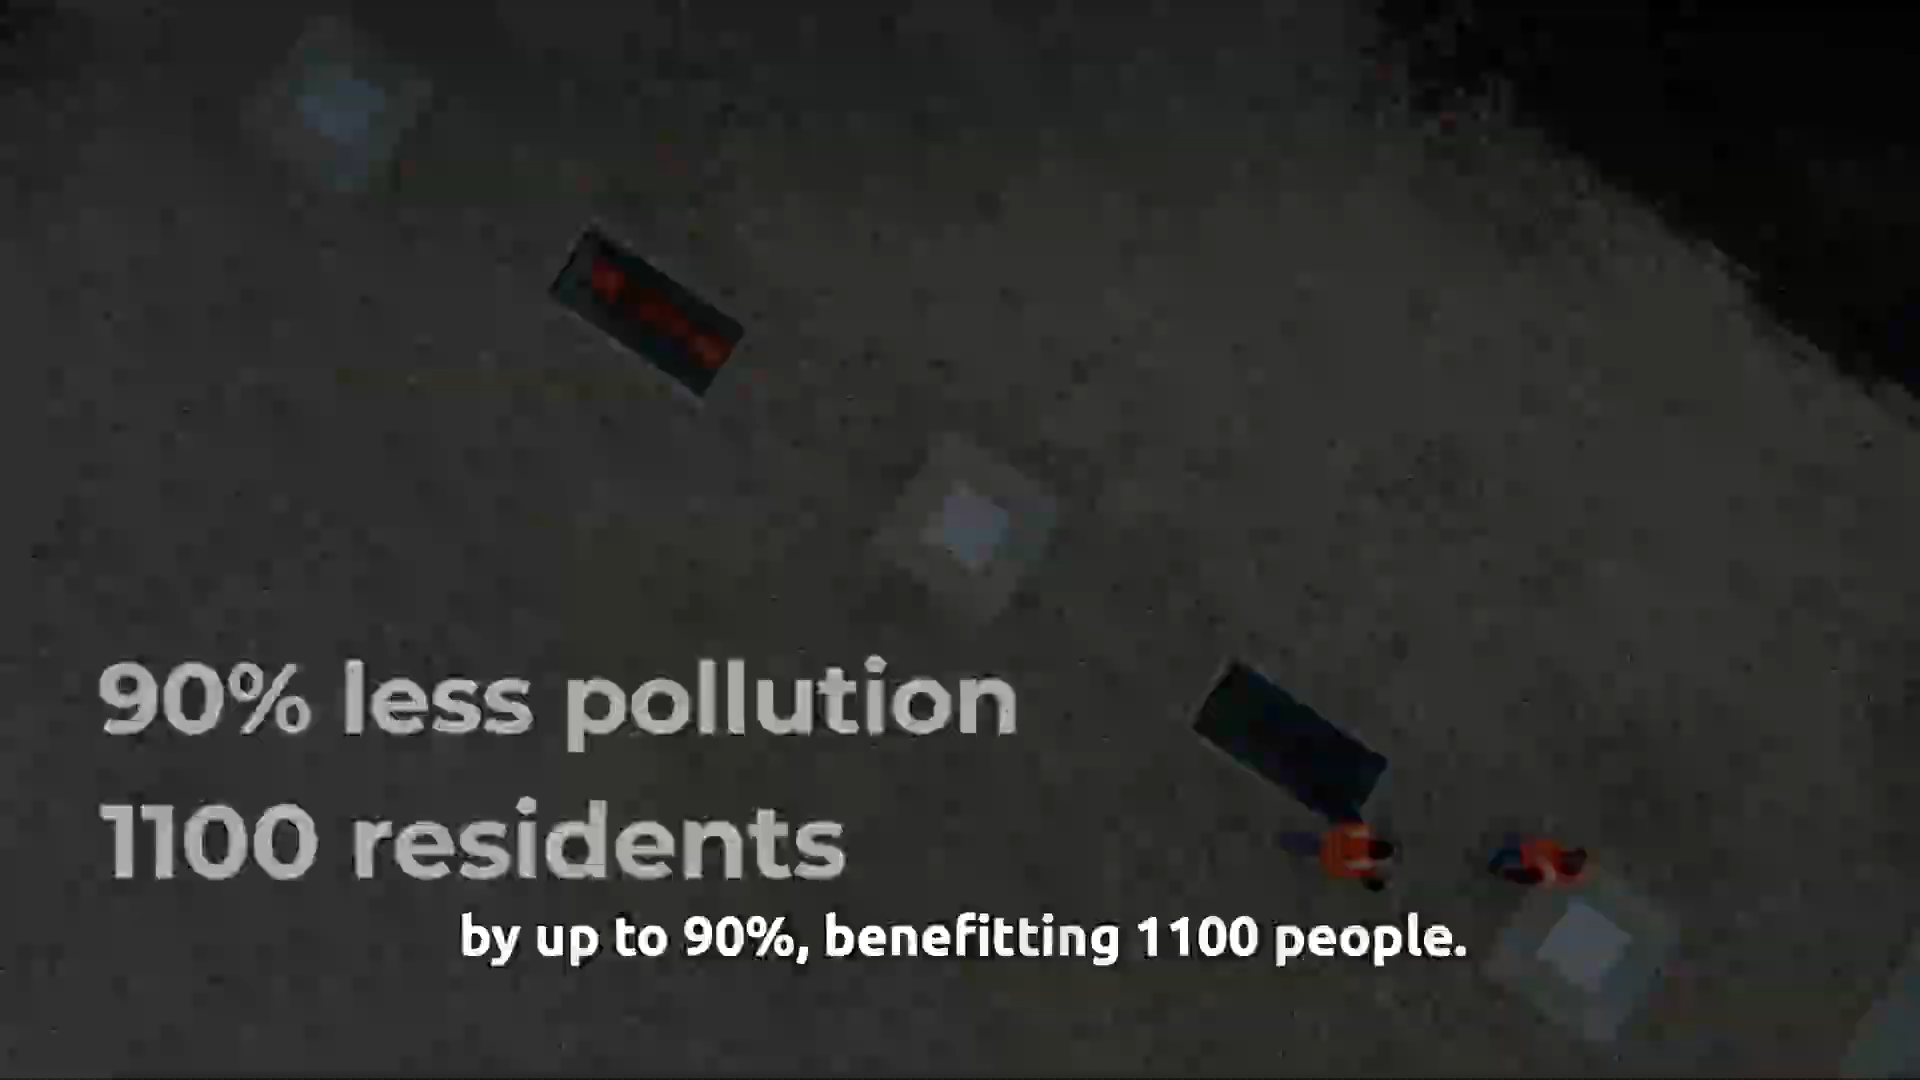 90% less pollution
1100 residents
by up to 90%, benefitting 1100 people.